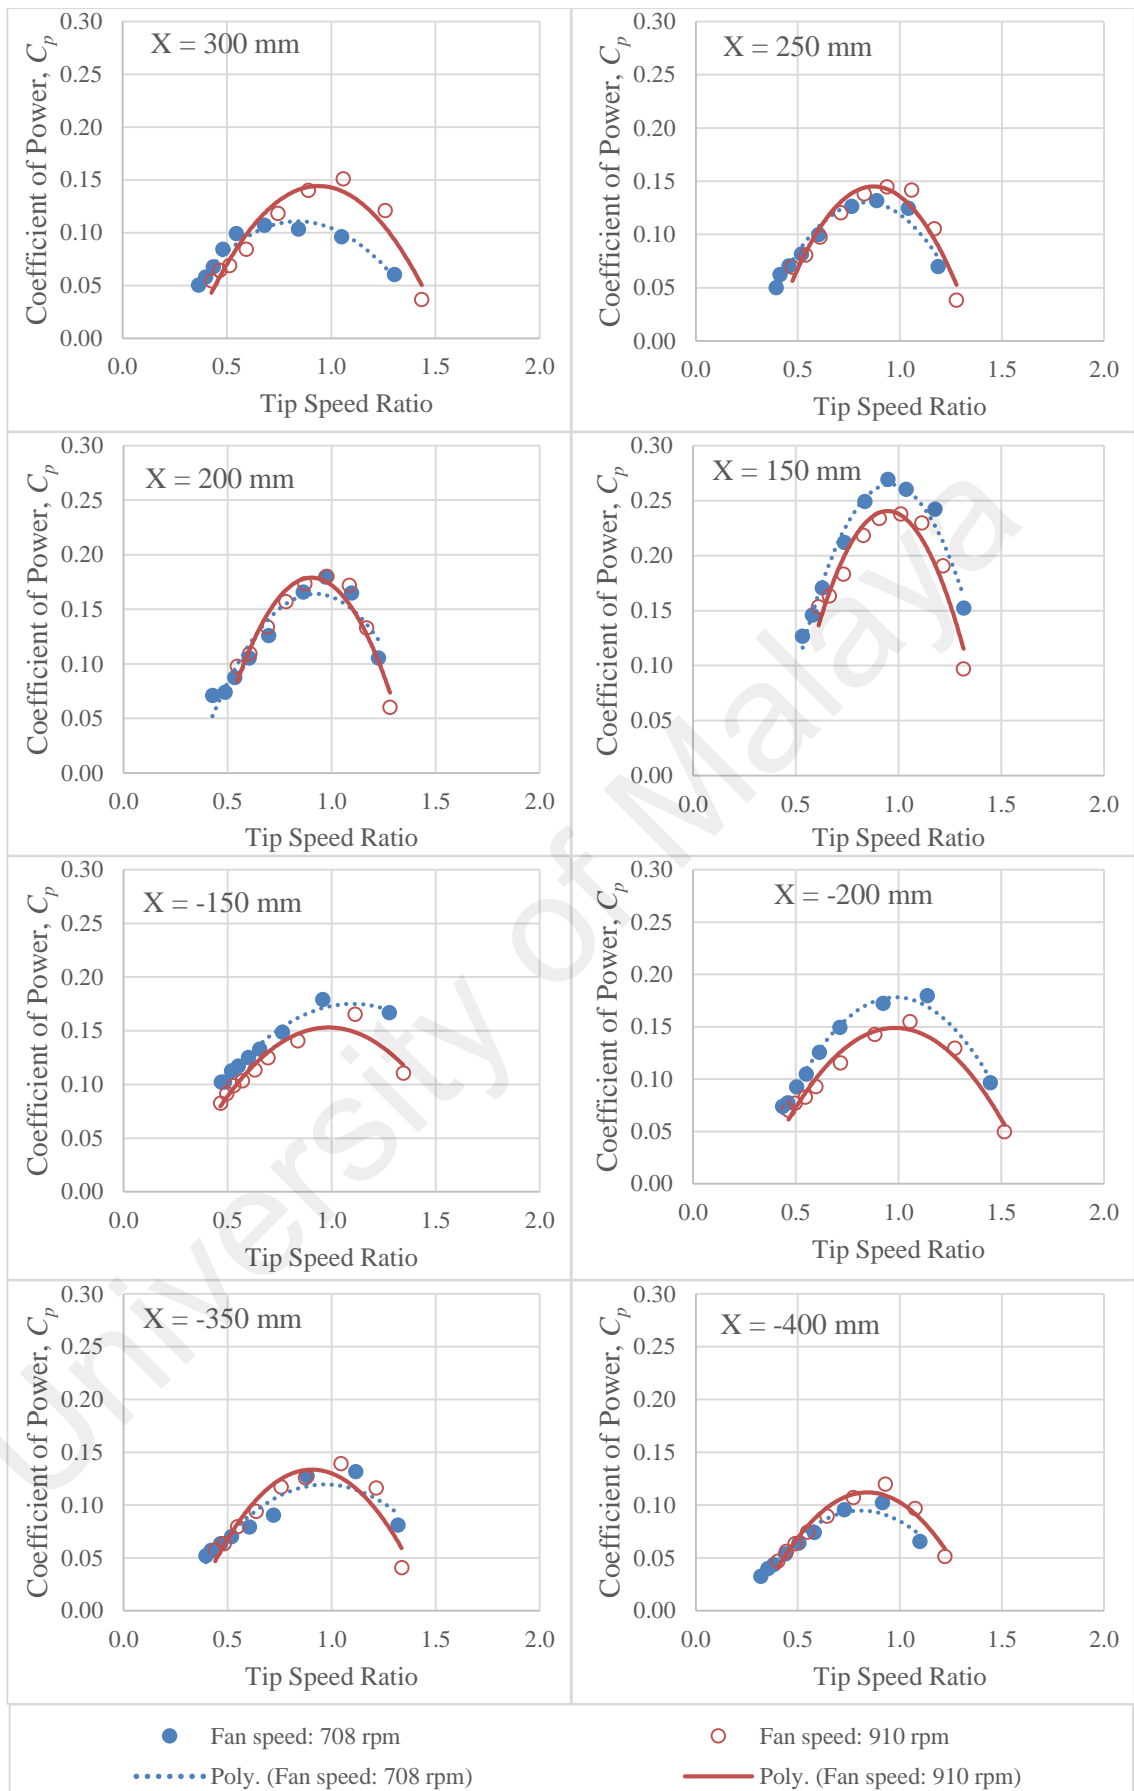 X = 300 mm
Coefficient of Power, Cp
0.30
0.25
0.20
0.15
0.10
0.05
0.00
0.0 0.5 1.0 1.5 2.0
Tip Speed Ratio
X = 250 mm
Coefficient of Power, Cp
0.30
0.25
0.20
0.15
0.10
0.05
0.00
0.0 0.5 1.0 1.5 2.0
Tip Speed Ratio
X = 200 mm
Coefficient of Power, Cp
0.30
0.25
0.20
0.15
0.10
0.05
0.00
0.0 0.5 1.0 1.5 2.0
Tip Speed Ratio
X = 150 mm
Coefficient of Power, Cp
0.30
0.25
0.20
0.15
0.10
0.05
0.00
0.0 0.5 1.0 1.5 2.0
Tip Speed Ratio
X = -150 mm
Coefficient of Power, Cp
0.30
0.25
0.20
0.15
0.10
0.05
0.00
0.0 0.5 1.0 1.5 2.0
Tip Speed Ratio
X = -200 mm
Coefficient of Power, Cp
0.30
0.25
0.20
0.15
0.10
0.05
0.00
0.0 0.5 1.0 1.5 2.0
Tip Speed Ratio
X = -350 mm
Coefficient of Power, Cp
0.30
0.25
0.20
0.15
0.10
0.05
0.00
0.0 0.5 1.0 1.5 2.0
Tip Speed Ratio
X = -400 mm
Coefficient of Power, Cp
0.30
0.25
0.20
0.15
0.10
0.05
0.00
0.0 0.5 1.0 1.5 2.0
Tip Speed Ratio
Fan speed: 708 rpm
Fan speed: 910 rpm
Poly. (Fan speed: 708 rpm)
Poly. (Fan speed: 910 rpm)
University of Malaya